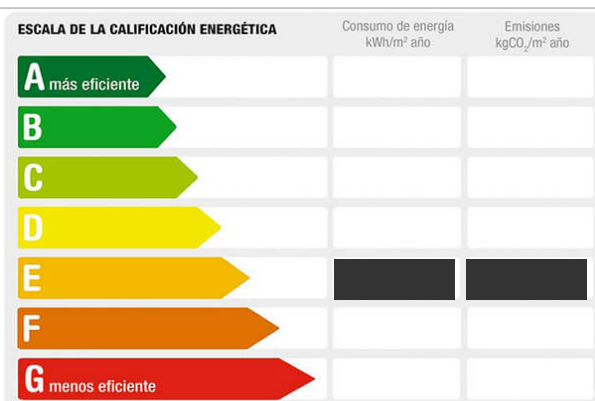 ESCALA DE LA CALIFICACIÓN ENERGÉTICA
Consumo de energía
kWh/m² año
Emisiones
kgCO₂/m² año
A más eficiente
B
C
D
E
F
G menos eficiente